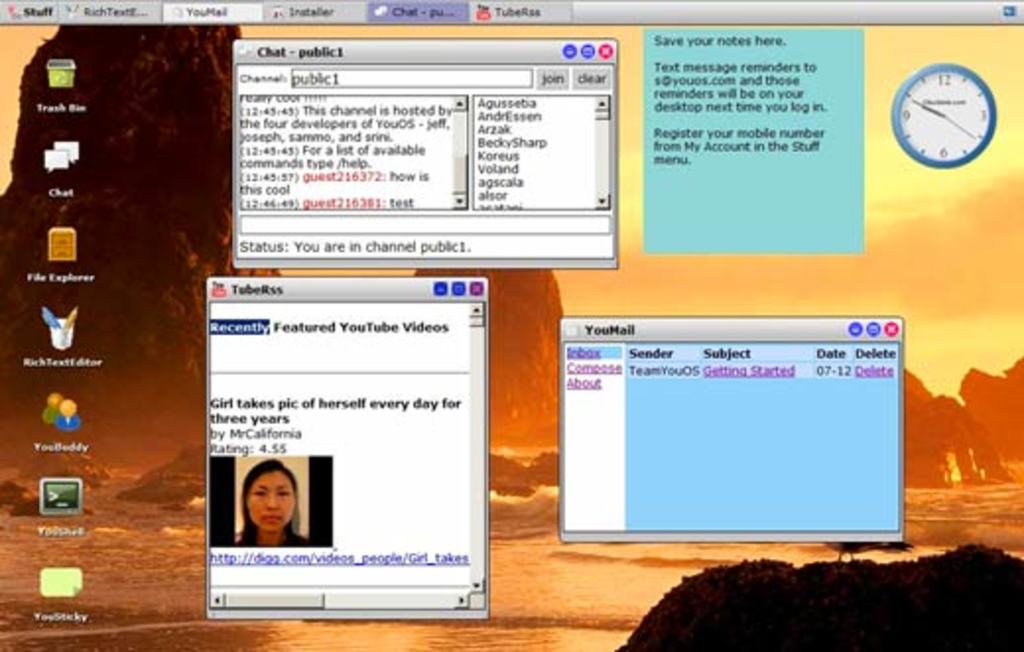 Stuff RichTextE... YouMail Installer Chat - pu... TubeRss
Trash Bin
Chat
File Explorer
RichTextEditor
YouBuddy
YouShell
YouSticky
Chat - public1
Channel: public1 join clear
really cool !!!!!
(12:45:45) This channel is hosted by
the four developers of YouOS - jeff,
joseph, sammo, and srini.
(12:45:45) For a list of available
commands type /help.
(12:45:57) guest216372: how is
this cool
(12:46:49) guest216381: test
Agussetia
AndrEssen
Arzak
BeckySharp
Koreus
Voland
agscala
alsor
Status: You are in channel public1.
Save your notes here.
Text message reminders to
s@youos.com and those
reminders will be on your
desktop next time you log in.
Register your mobile number
from My Account in the Stuff
menu.
12
3
6
9
TubeRss
Recently Featured YouTube Videos
Girl takes pic of herself every day for
three years
by MrCalifornia
Rating: 4.55
http://digg.com/videos_people/Girl_takes
YouMail
Inbox
Compose
About
Sender Subject Date Delete
TeamYouOS Getting Started 07-12 Delete